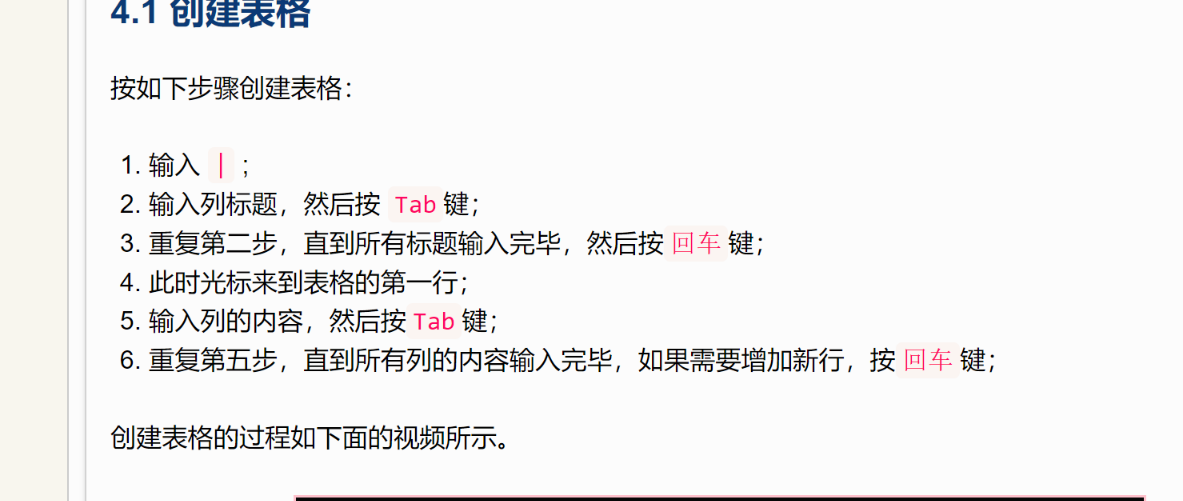 4.1 创建表格
按如下步骤创建表格：
1. 输入 | ；
2. 输入列标题，然后按 Tab 键；
3. 重复第二步，直到所有标题输入完毕，然后按 回车 键；
4. 此时光标来到表格的第一行；
5. 输入列的内容，然后按 Tab 键；
6. 重复第五步，直到所有列的内容输入完毕，如果需要增加新行，按 回车 键；
创建表格的过程如下面的视频所示。